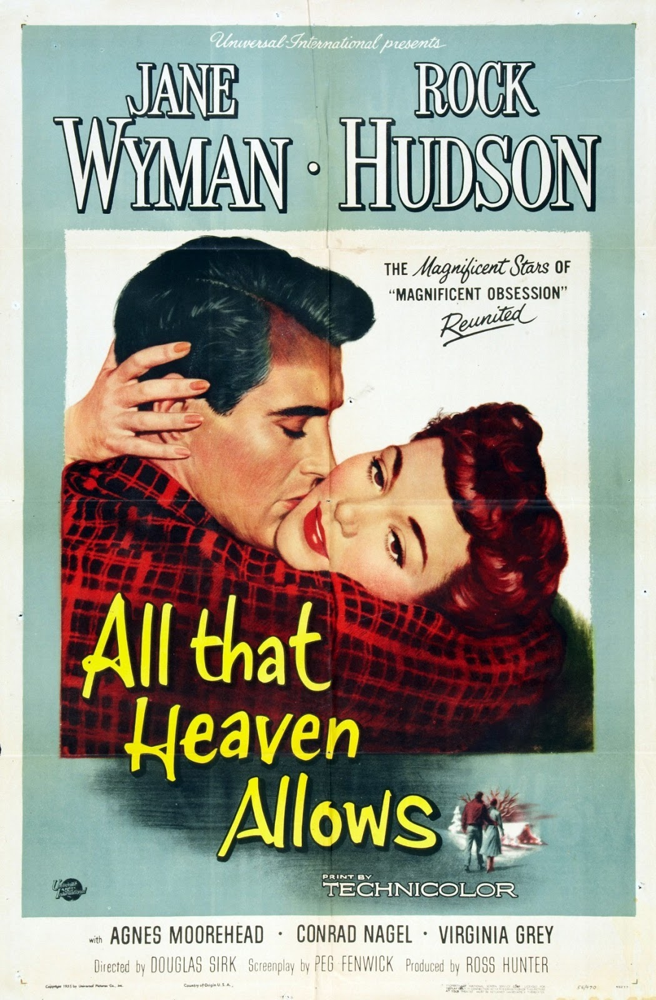 Universal-International presents
JANE WYMAN · ROCK HUDSON
THE Magnificent Stars OF
"MAGNIFICENT OBSESSION"
Reunited
All that
Heaven
Allows
Universal International
PRINT BY
TECHNICOLOR
with AGNES MOOREHEAD · CONRAD NAGEL · VIRGINIA GREY
Directed by DOUGLAS SIRK Screenplay by PEG FENWICK Produced by ROSS HUNTER
Copyright 1955 by Universal Pictures Co., Inc.
Country of Origin U.S.A.
55/470